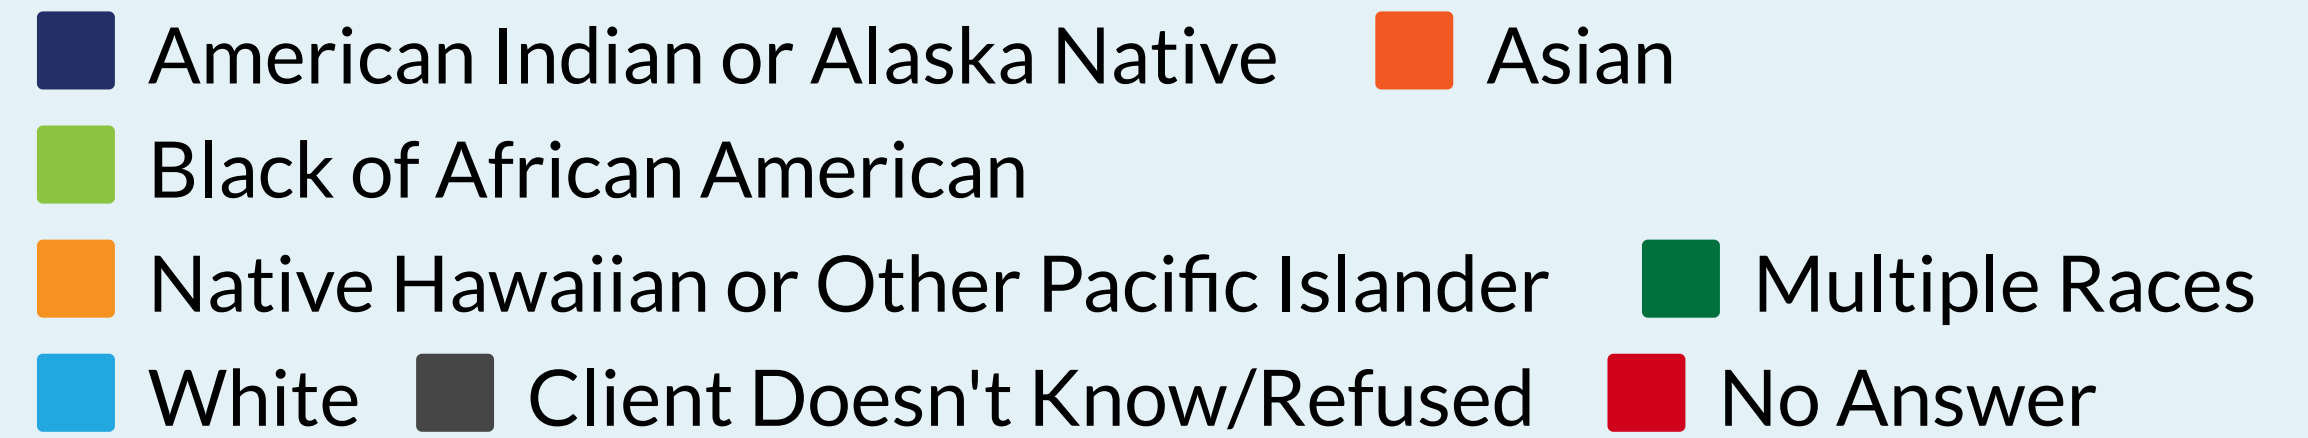 American Indian or Alaska Native Asian
Black of African American
Native Hawaiian or Other Pacific Islander Multiple Races
White Client Doesn't Know/Refused No Answer